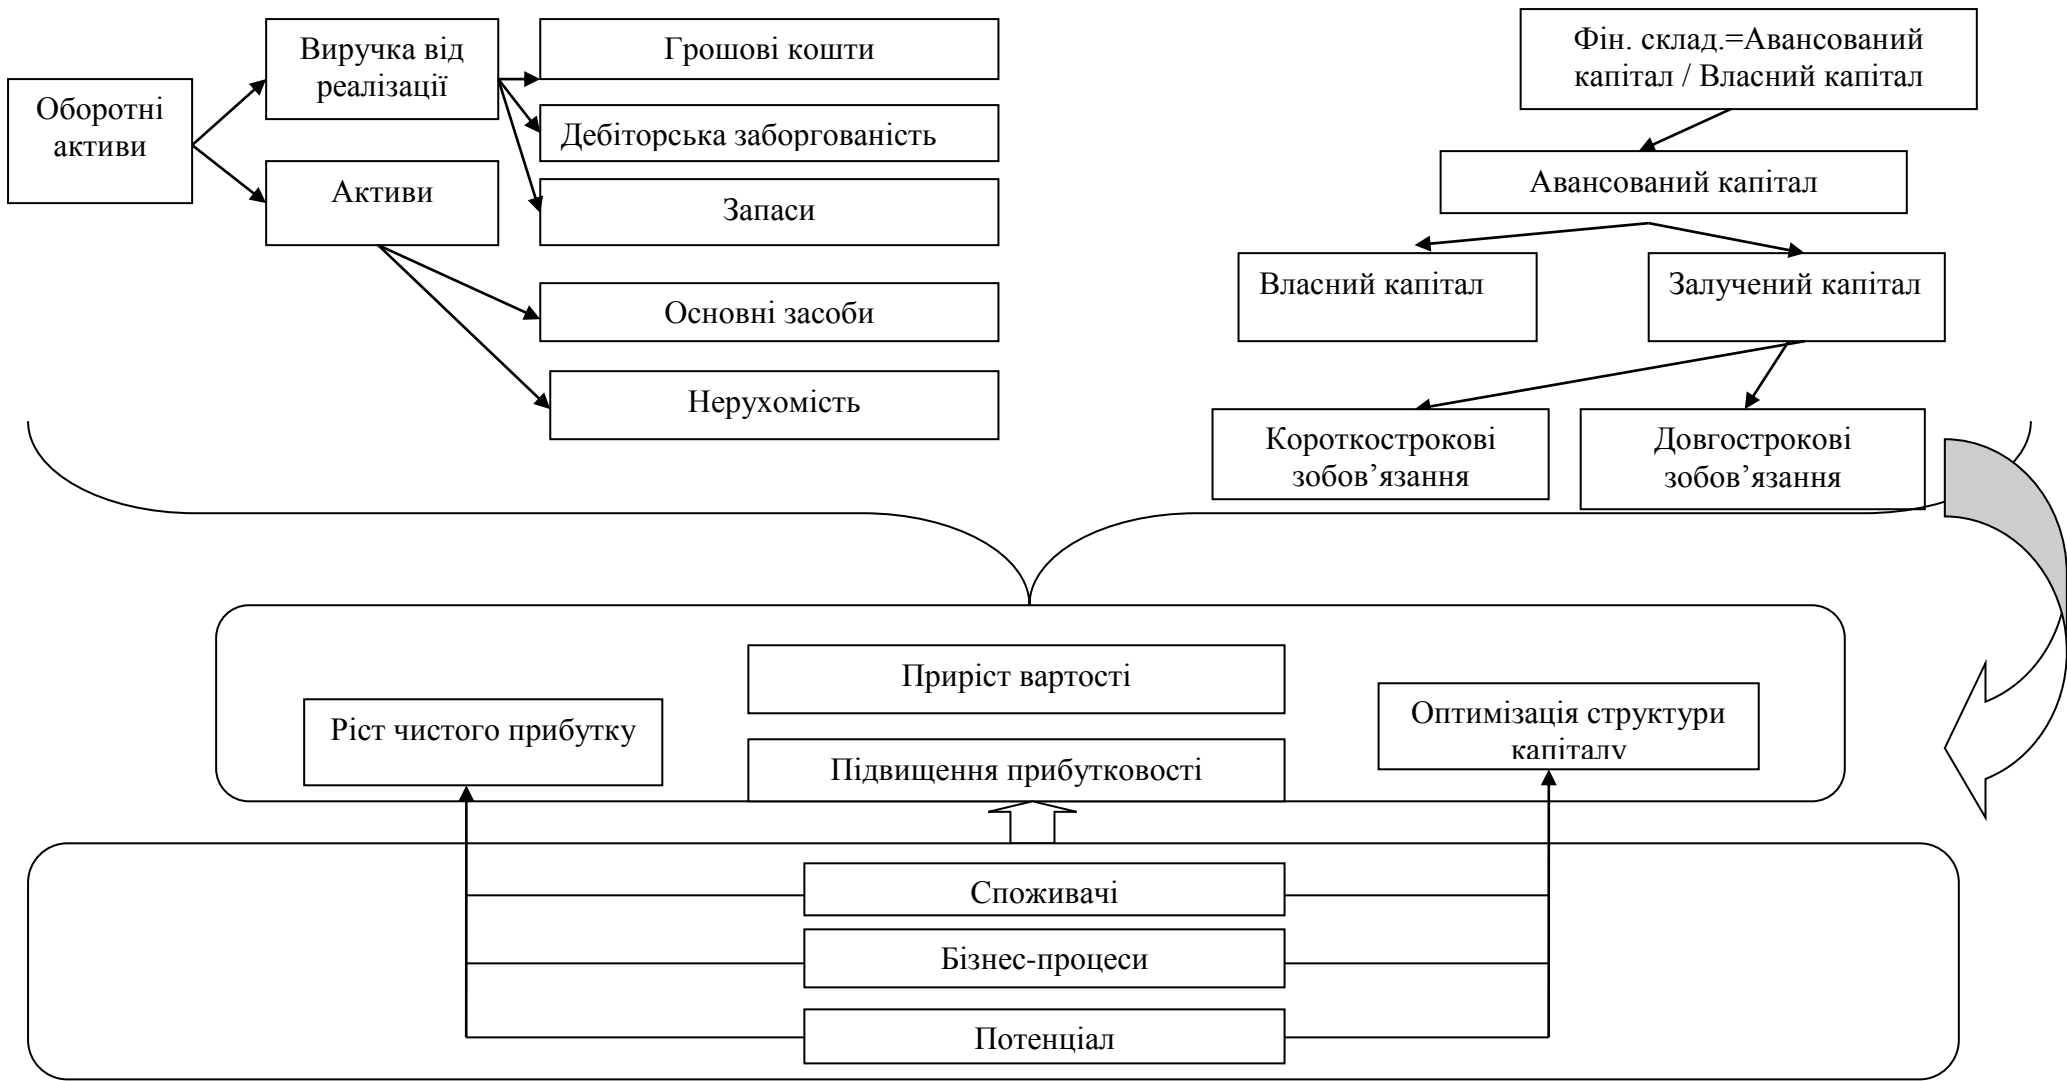 Оборотні
активи
Виручка від
реалізації
Активи
Грошові кошти
Дебіторська заборгованість
Запаси
Основні засоби
Нерухомість
Фін. склад.=Авансований
капітал / Власний капітал
Авансований капітал
Власний капітал
Залучений капітал
Короткострокові
зобов’язання
Довгострокові
зобов’язання
Приріст вартості
Ріст чистого прибутку
Підвищення прибутковості
Оптимізація структури
капіталу
Споживачі
Бізнес-процеси
Потенціал